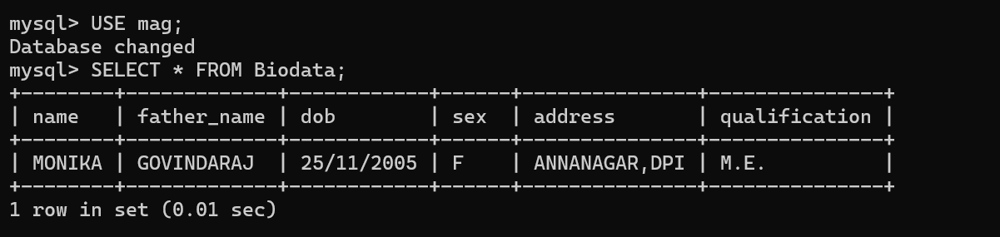 mysql> USE mag;
Database changed
mysql> SELECT * FROM Biodata;
+--------+-------------+------------+------+---------------+---------------+
| name   | father_name | dob        | sex  | address       | qualification |
+--------+-------------+------------+------+---------------+---------------+
| MONIKA | GOVINDARAJ  | 25/11/2005 | F    | ANNANAGAR,DPI | M.E.          |
+--------+-------------+------------+------+---------------+---------------+
1 row in set (0.01 sec)